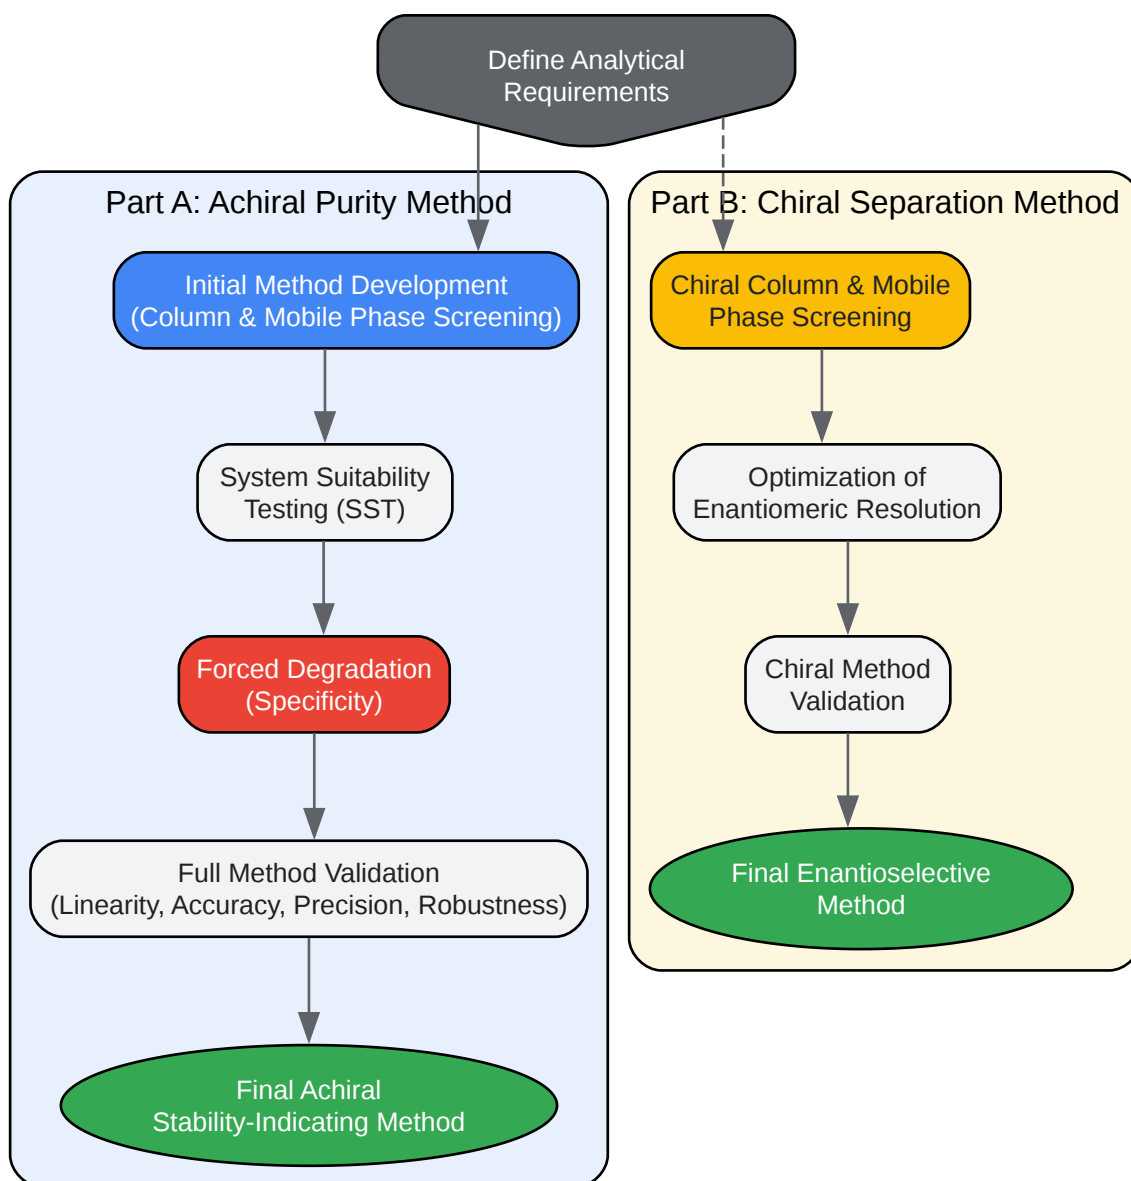 Define Analytical
Requirements
Part A: Achiral Purity Method
Initial Method Development
(Column & Mobile Phase Screening)
System Suitability
Testing (SST)
Forced Degradation
(Specificity)
Full Method Validation
(Linearity, Accuracy, Precision, Robustness)
Final Achiral
Stability-Indicating Method
Part B: Chiral Separation Method
Chiral Column & Mobile
Phase Screening
Optimization of
Enantiomeric Resolution
Chiral Method
Validation
Final Enantioselective
Method